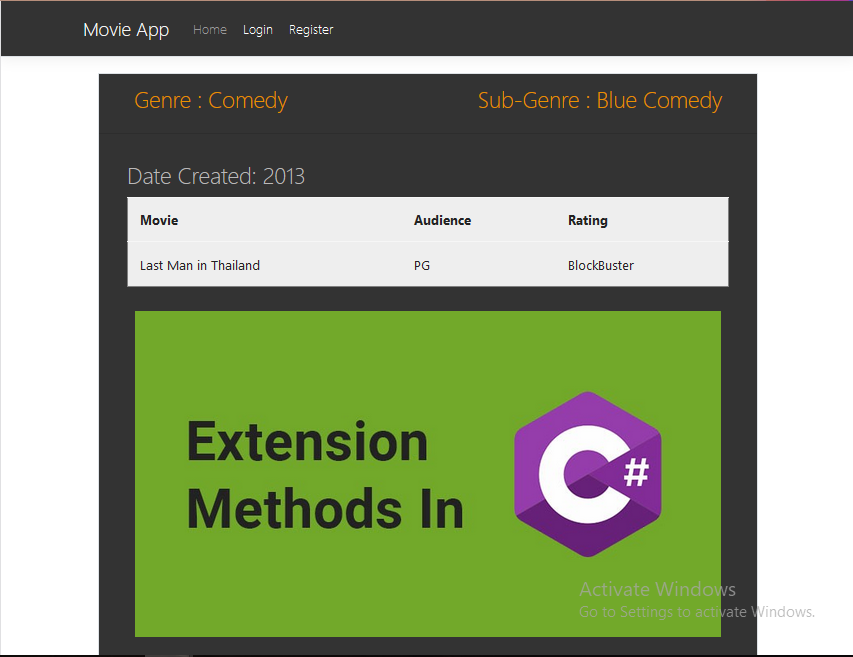 Movie App Home Login Register
Genre : Comedy Sub-Genre : Blue Comedy
Date Created: 2013
Movie Audience Rating
Last Man in Thailand PG BlockBuster
Extension
Methods In
C#
Activate Windows
Go to Settings to activate Windows.